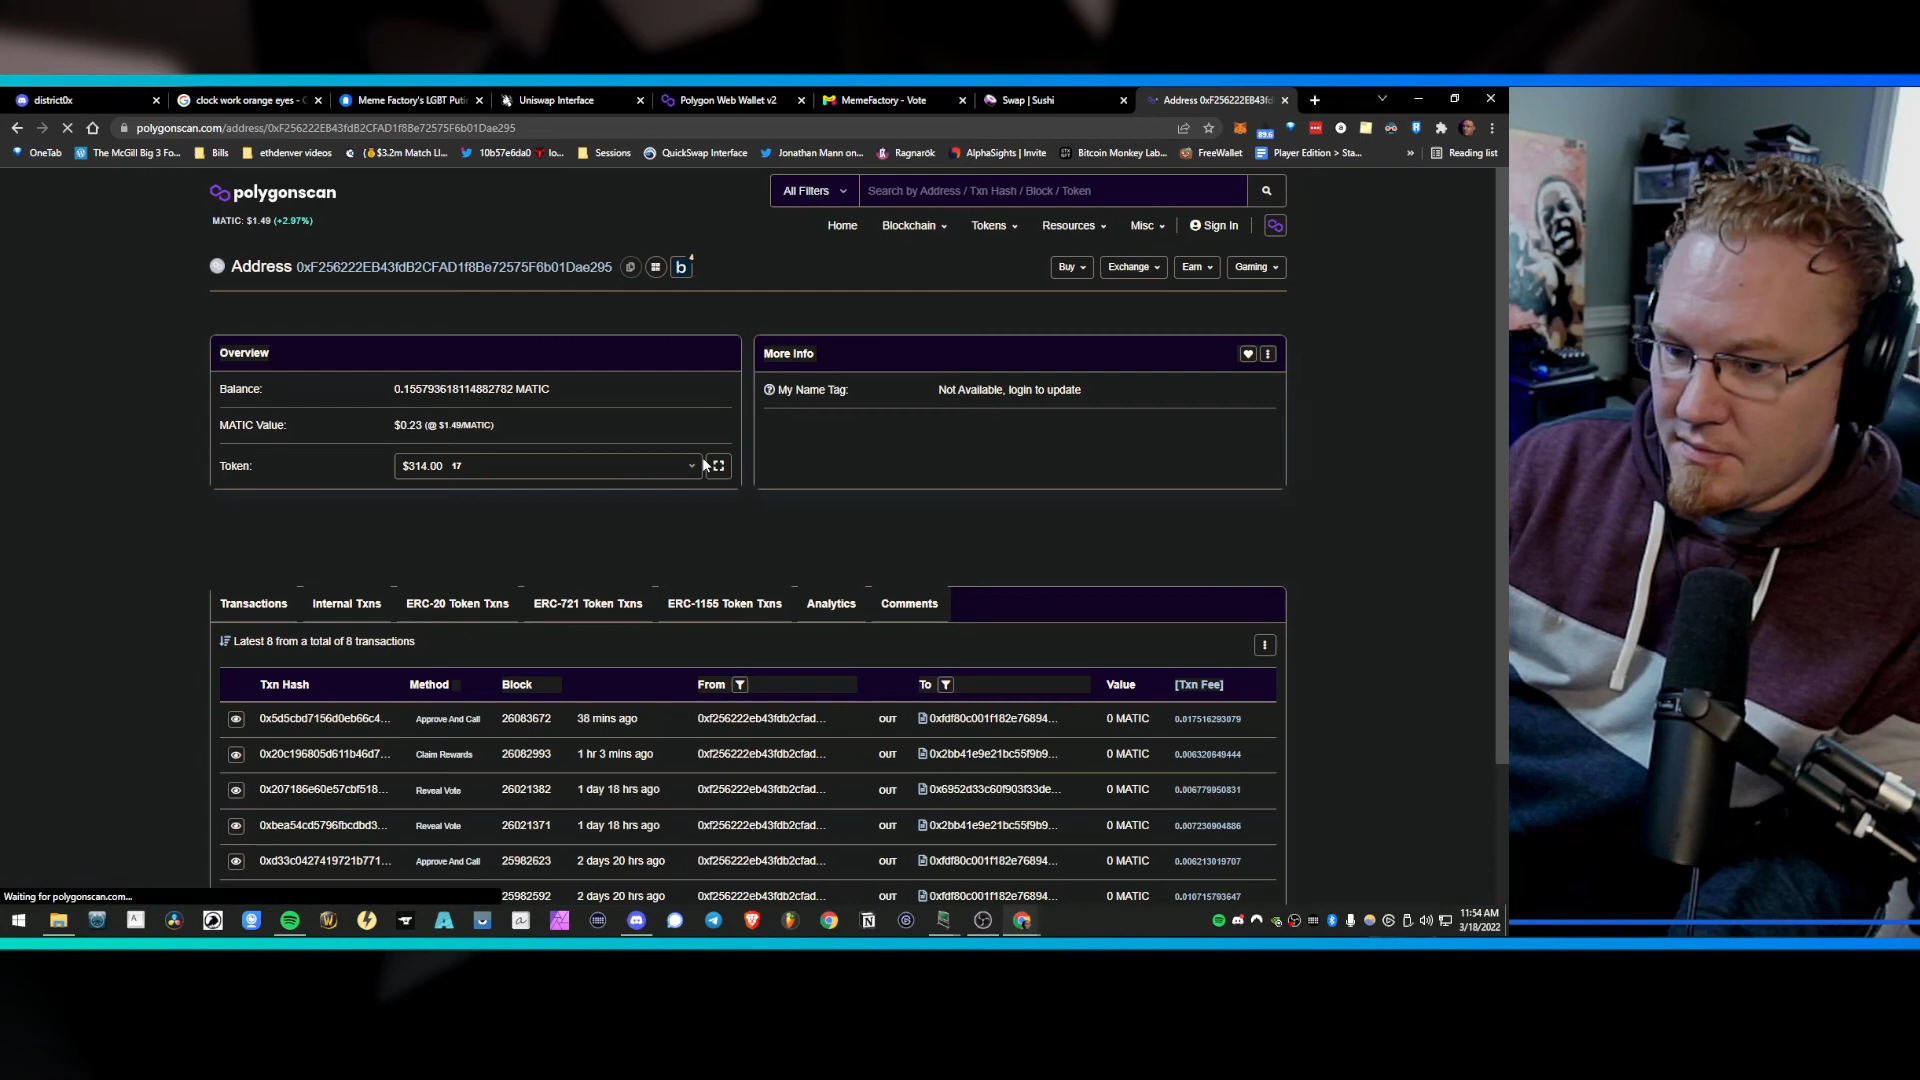 district0x
clock work orange eyes - G
Meme Factory's LGBT Puti
Uniswap Interface
Polygon Web Wallet v2
MemeFactory - Vote
Swap | Sushi
Address 0xF256222EB43fd
polygonscan.com/address/0xF256222EB43fdB2CFAD1f8Be72575F6b01Dae295
89.6
OneTab
The McGill Big 3 Fo...
Bills
ethdenver videos
$3.2m Match LI...
10b57e6da0
Io...
Sessions
QuickSwap Interface
Jonathan Mann on...
Ragnarök
AlphaSights | Invite
Bitcoin Monkey Lab...
FreeWallet
Player Edition > Sta...
»
Reading list
polygonscan
All Filters
Search by Address / Txn Hash / Block / Token
MATIC: $1.49 (+2.97%)
Home
Blockchain
Tokens
Resources
Misc
Sign In
Address 0xF256222EB43fdB2CFAD1f8Be72575F6b01Dae295
b
4
Buy
Exchange
Earn
Gaming
Overview
Balance:
0.155793618114882782 MATIC
MATIC Value:
$0.23 (@ $1.49/MATIC)
Token:
$314.00 17
More Info
My Name Tag:
Not Available, login to update
Transactions
Internal Txns
ERC-20 Token Txns
ERC-721 Token Txns
ERC-1155 Token Txns
Analytics
Comments
Latest 8 from a total of 8 transactions
Txn Hash
Method
Block
From
To
Value
[Txn Fee]
0x5d5cbd7156d0eb66c4... Approve And Call 26083672 38 mins ago 0xf256222eb43fdb2cfad... OUT 0xfdf80c001f182e76894... 0 MATIC 0.017516293079
0x20c196805d611b46d7... Claim Rewards 26082993 1 hr 3 mins ago 0xf256222eb43fdb2cfad... OUT 0x2bb41e9e21bc55f9b9... 0 MATIC 0.006320649444
0x207186e60e57cbf518... Reveal Vote 26021382 1 day 18 hrs ago 0xf256222eb43fdb2cfad... OUT 0x6952d33c60f903f33de... 0 MATIC 0.006779950831
0xbea54cd5796fbcdbd3... Reveal Vote 26021371 1 day 18 hrs ago 0xf256222eb43fdb2cfad... OUT 0x2bb41e9e21bc55f9b9... 0 MATIC 0.007230904886
0xd33c0427419721b771... Approve And Call 25982623 2 days 20 hrs ago 0xf256222eb43fdb2cfad... OUT 0xfdf80c001f182e76894... 0 MATIC 0.006213019707
25982592 2 days 20 hrs ago 0xf256222eb43fdb2cfad... OUT 0xfdf80c001f182e76894... 0 MATIC 0.010715793647
Waiting for polygonscan.com...
11:54 AM
3/18/2022